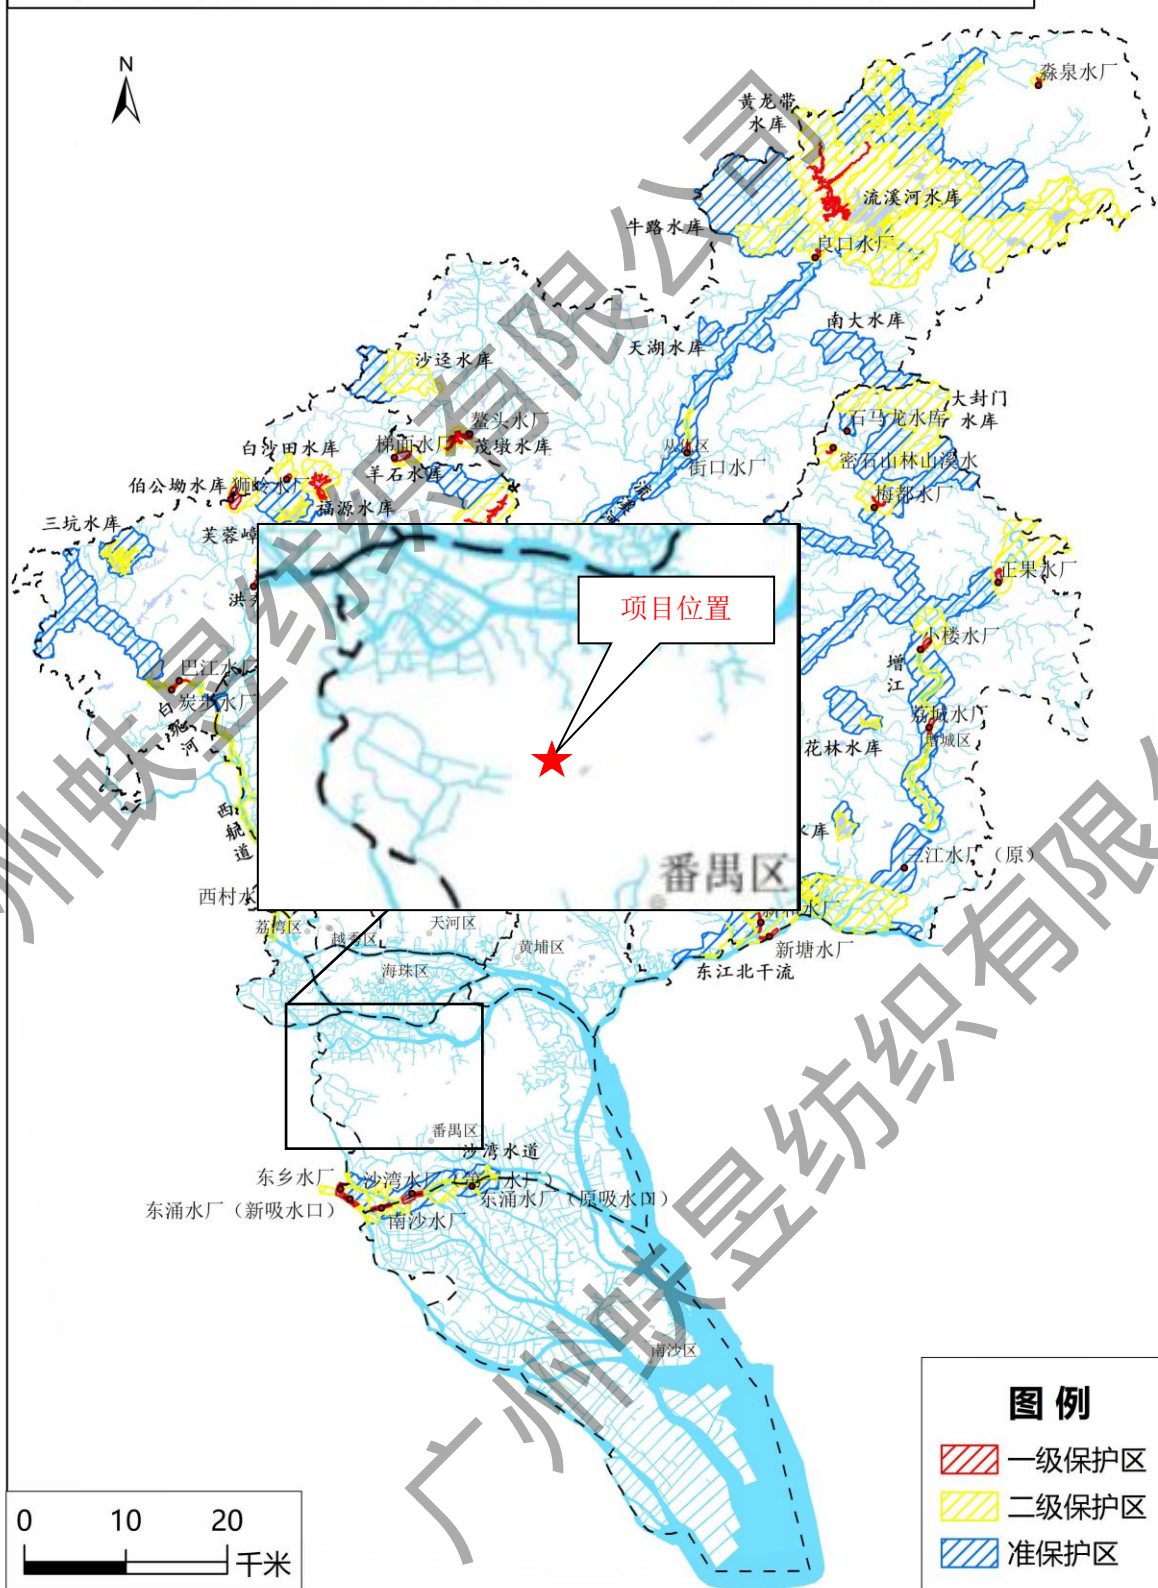 N
淼泉水厂
黄龙带
水库
流溪河水库
牛路水库
良口水厂
南大水库
天湖水库
沙迳水库
大封门
水库
鳌头水厂
石马龙水库
梯面水厂
茂墩水库
从化区
白沙田水库
羊石水库
街口水厂
密石山林山溪水
伯公坳水库
狮岭水厂
梅都水厂
福源水库
三坑水库
芙蓉嶂
项目位置
正果水厂
小楼水厂
巴江水厂
增江
炭步水厂
白坭河
荔城水厂
增城区
花林水库
西航道
水库
三江水厂（原）
番禺区
西村水
新和水厂
荔湾区
越秀区
天河区
黄埔区
新塘水厂
海珠区
东江北干流
番禺区
沙湾水道
东乡水厂
沙湾水厂
东涌水厂（新吸水口）
东涌水厂（原吸水口）
南沙水厂
南沙区
图例
一级保护区
二级保护区
准保护区
0 10 20
千米
广州蚨昱纺织有限公司
广州蚨昱纺织有限公司